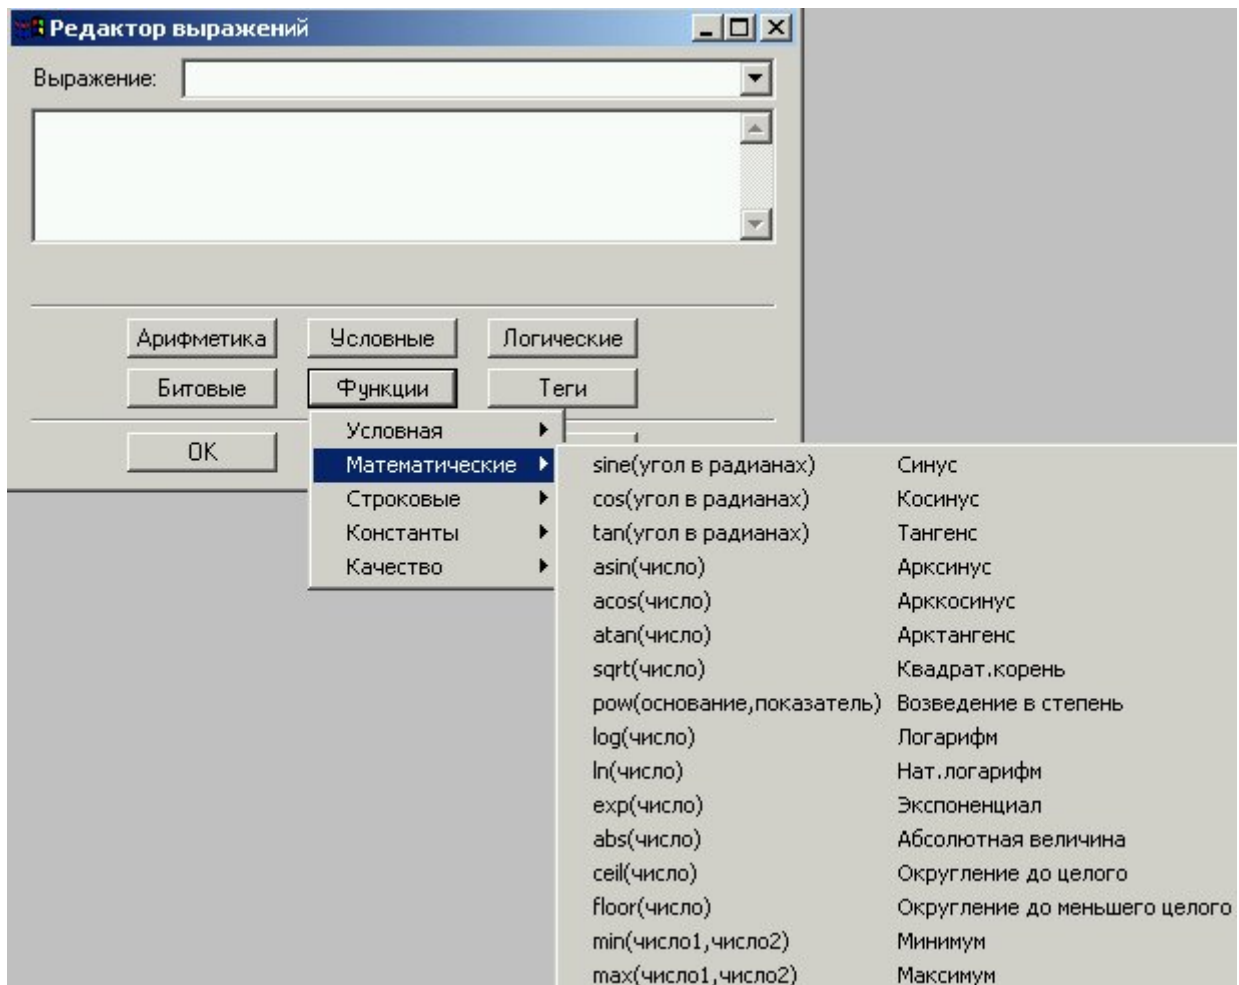 Редактор выражений
Выражение:
Арифметика Условные Логические
Битовые Функции Теги
OK
Условная
Математические
Строковые
Константы
Качество
sine(угол в радианах) Синус
cos(угол в радианах) Косинус
tan(угол в радианах) Тангенс
asin(число) Арксинус
acos(число) Арккосинус
atan(число) Арктангенс
sqrt(число) Квадрат.корень
pow(основание,показатель) Возведение в степень
log(число) Логарифм
ln(число) Нат.логарифм
exp(число) Экспоненциал
abs(число) Абсолютная величина
ceil(число) Округление до целого
floor(число) Округление до меньшего целого
min(число1,число2) Минимум
max(число1,число2) Максимум